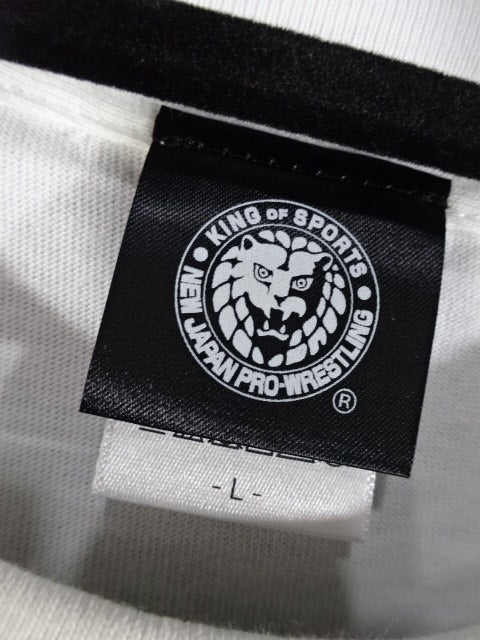 KING OF SPORTS
NEW JAPAN PRO-WRESTLING
®
- L -